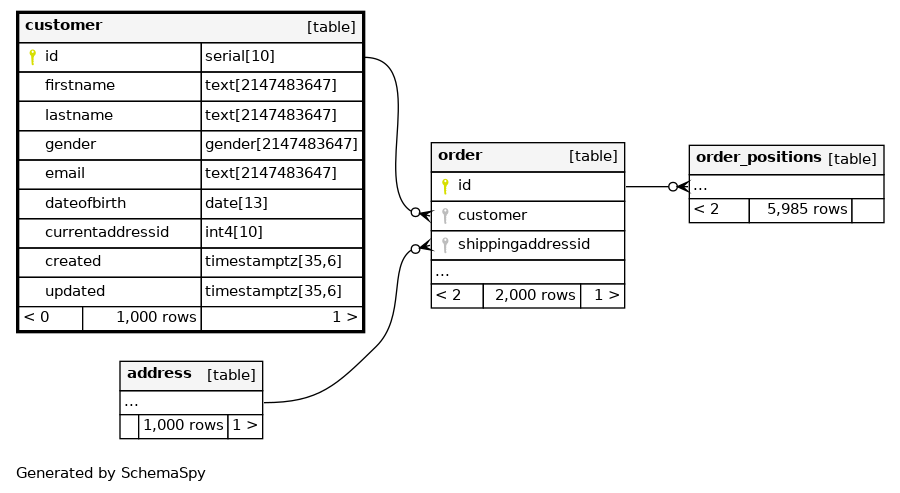 customer [table]
id serial[10]
firstname text[2147483647]
lastname text[2147483647]
gender gender[2147483647]
email text[2147483647]
dateofbirth date[13]
currentaddressid int4[10]
created timestamptz[35,6]
updated timestamptz[35,6]
< 0 1,000 rows 1 >
order [table]
id
customer
shippingaddressid
...
< 2 2,000 rows 1 >
order_positions [table]
...
< 2 5,985 rows
address [table]
...
1,000 rows 1 >
Generated by SchemaSpy